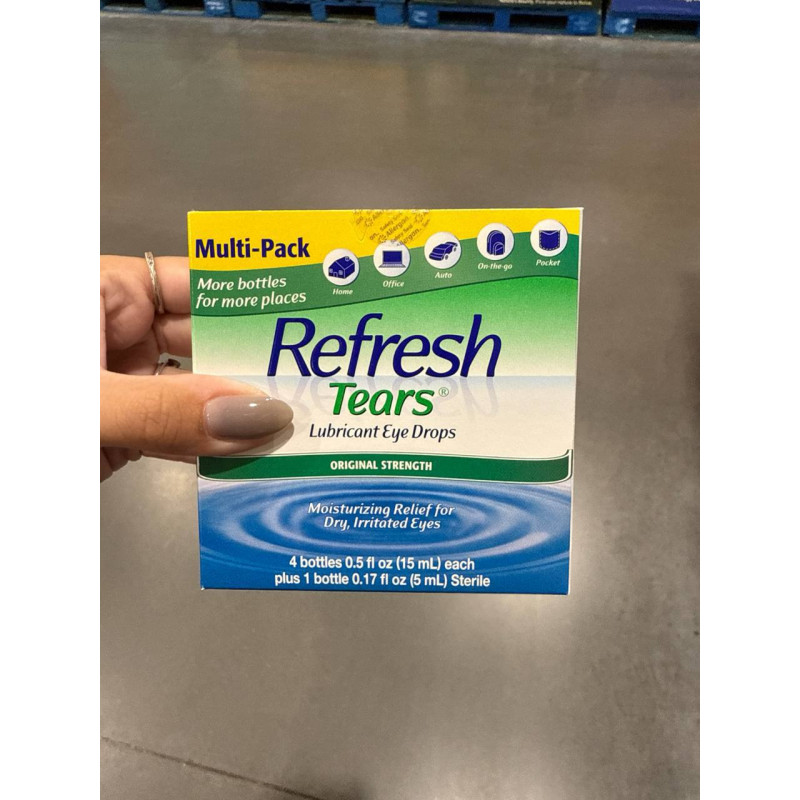 Multi-Pack
More bottles
for more places
Home
Office
Auto
On-the-go
Pocket
Refresh
Tears®
Lubricant Eye Drops
ORIGINAL STRENGTH
Moisturizing Relief for
Dry, Irritated Eyes
4 bottles 0.5 fl oz (15 mL) each
plus 1 bottle 0.17 fl oz (5 mL) Sterile